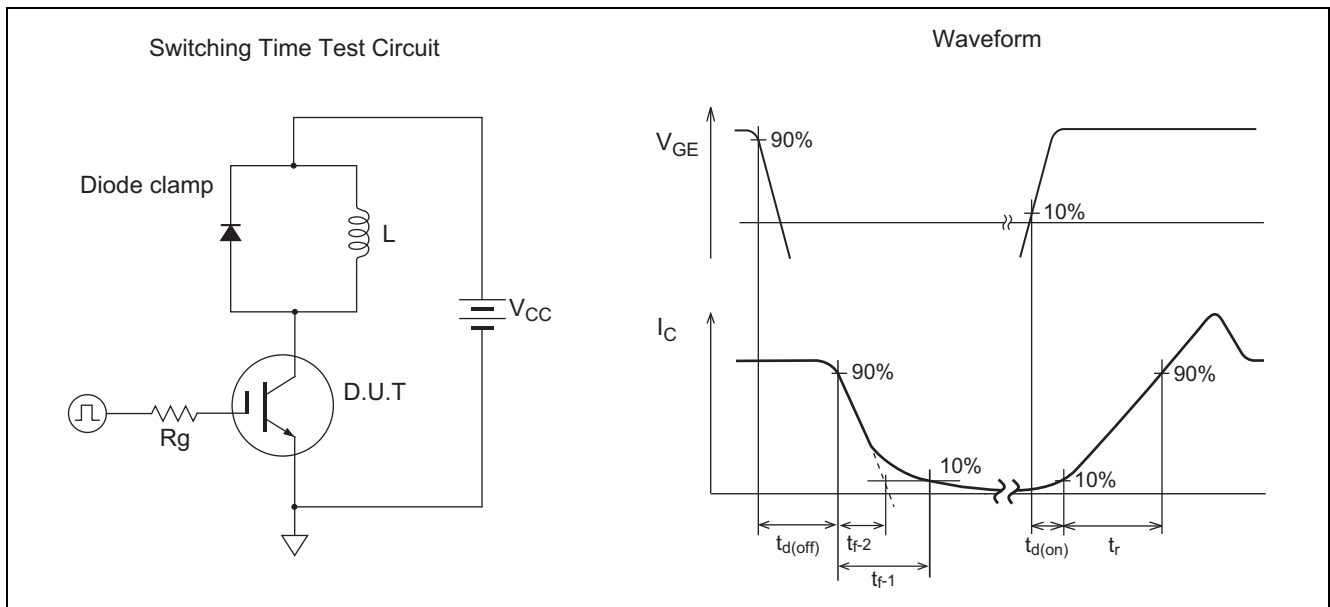 Switching Time Test Circuit
Diode clamp
L
V_CC
D.U.T
Rg
Waveform
V_GE
90%
10%
I_C
90%
10%
90%
10%
t_d(off)
t_f-2
t_d(on)
t_r
t_f-1